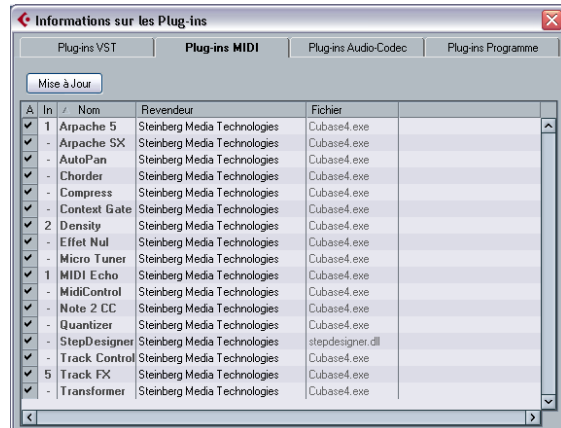 Informations sur les Plug-ins
Plug-ins VST Plug-ins MIDI Plug-ins Audio-Codec Plug-ins Programme
Mise à Jour
A In Nom Revendeur Fichier
1 Arpache 5 Steinberg Media Technologies Cubase4.exe
- Arpache SX Steinberg Media Technologies Cubase4.exe
- AutoPan Steinberg Media Technologies Cubase4.exe
- Chorder Steinberg Media Technologies Cubase4.exe
- Compress Steinberg Media Technologies Cubase4.exe
- Context Gate Steinberg Media Technologies Cubase4.exe
2 Density Steinberg Media Technologies Cubase4.exe
- Effet Nul Steinberg Media Technologies Cubase4.exe
- Micro Tuner Steinberg Media Technologies Cubase4.exe
1 MIDI Echo Steinberg Media Technologies Cubase4.exe
- MidiControl Steinberg Media Technologies Cubase4.exe
- Note 2 CC Steinberg Media Technologies Cubase4.exe
- Quantizer Steinberg Media Technologies Cubase4.exe
- StepDesigner Steinberg Media Technologies stepdesigner.dll
- Track Control Steinberg Media Technologies Cubase4.exe
5 Track FX Steinberg Media Technologies Cubase4.exe
- Transformer Steinberg Media Technologies Cubase4.exe